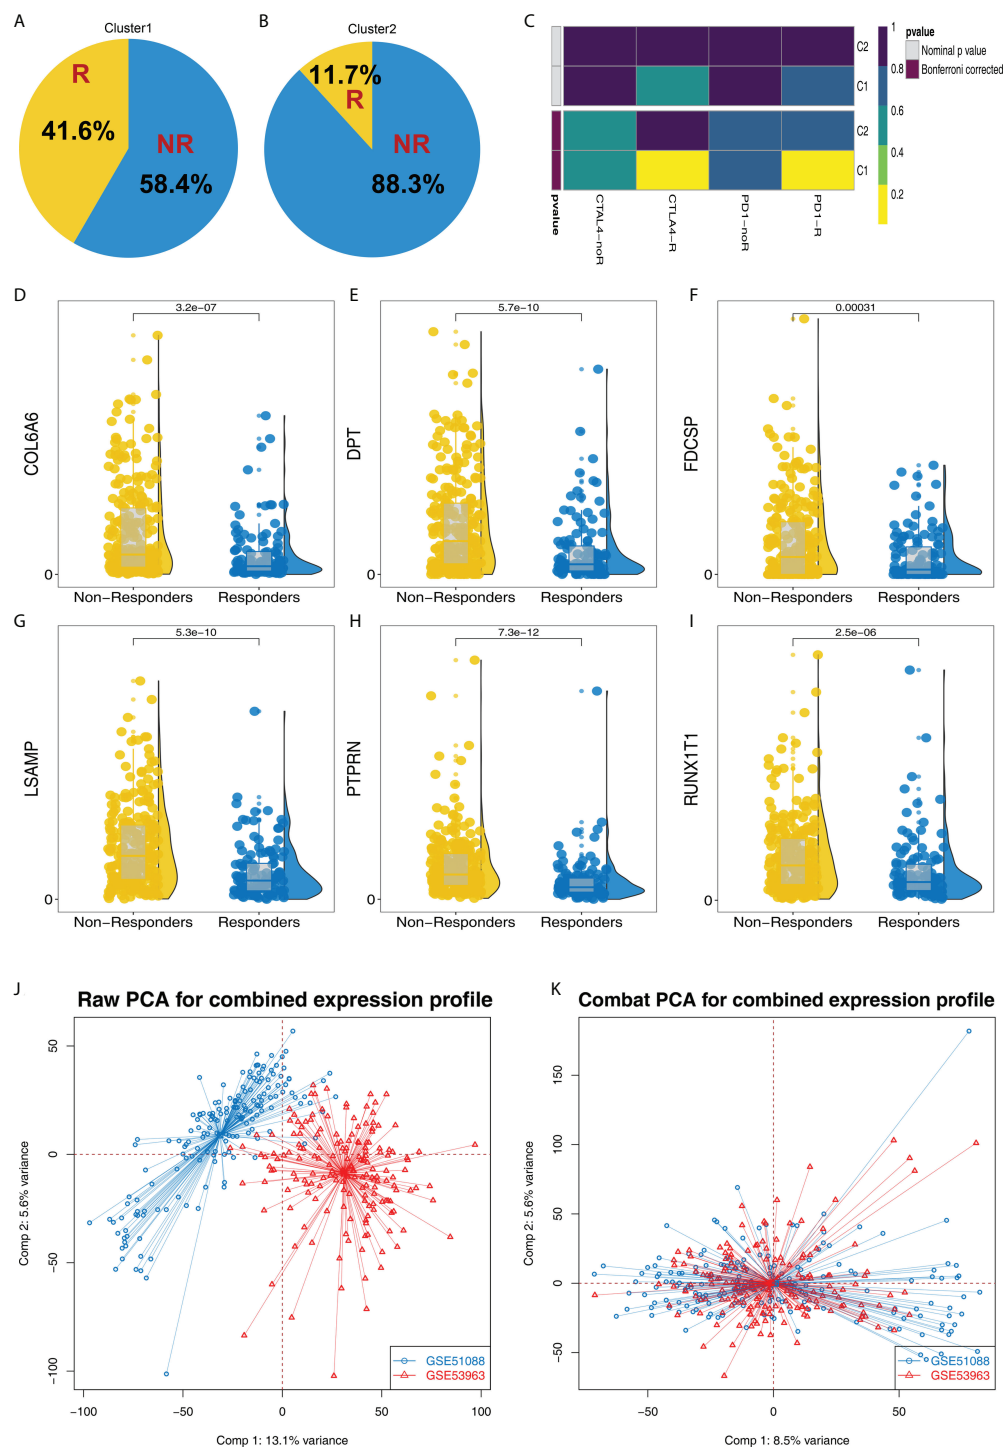 A
Cluster1
R
41.6%
NR
58.4%
B
Cluster2
11.7%
R
NR
88.3%
C
C2
C1
C2
C1
pvalue
CTAL4-noR
CTLA4-R
PD1-noR
PD1-R
1
0.8
0.6
0.4
0.2
pvalue
Nominal p value
Bonferroni corrected
D
3.2e-07
COL6A6
0
Non-Responders
Responders
E
5.7e-10
DPT
0
Non-Responders
Responders
F
0.00031
FDCSP
0
Non-Responders
Responders
G
5.3e-10
LSAMP
0
Non-Responders
Responders
H
7.3e-12
PTPRN
0
Non-Responders
Responders
I
2.5e-06
RUNX1T1
0
Non-Responders
Responders
J
Raw PCA for combined expression profile
Comp 2: 5.6% variance
50
0
-50
-100
-100
-50
0
50
100
Comp 1: 13.1% variance
GSE51088
GSE53963
K
Combat PCA for combined expression profile
Comp 2: 5.6% variance
150
100
50
0
-50
-50
0
50
Comp 1: 8.5% variance
GSE51088
GSE53963